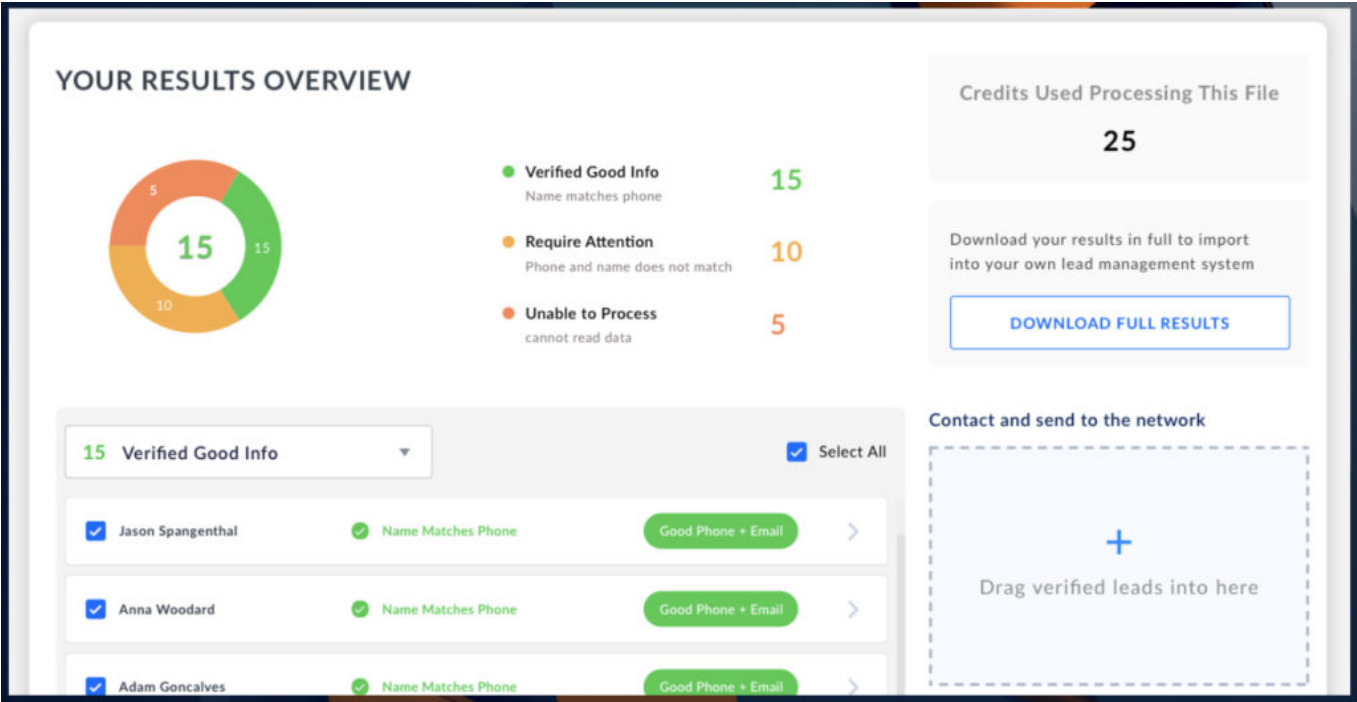 YOUR RESULTS OVERVIEW
5
15
15
10
Verified Good Info
15
Name matches phone
Require Attention
10
Phone and name does not match
Unable to Process
5
cannot read data
Credits Used Processing This File
25
Download your results in full to import
into your own lead management system
DOWNLOAD FULL RESULTS
15 Verified Good Info
Select All
Jason Spangenthal Name Matches Phone Good Phone + Email
Anna Woodard Name Matches Phone Good Phone + Email
Adam Goncalves Name Matches Phone Good Phone + Email
Contact and send to the network
+
Drag verified leads into here